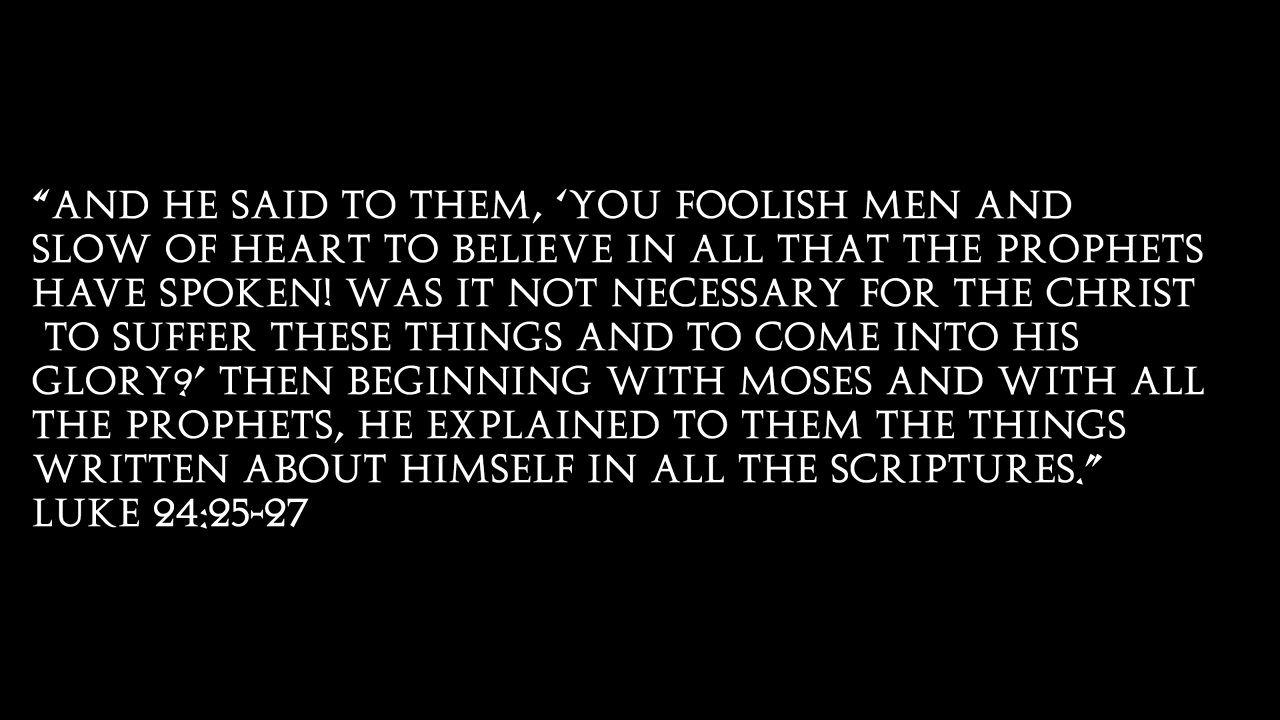 “AND HE SAID TO THEM, ‘YOU FOOLISH MEN AND
SLOW OF HEART TO BELIEVE IN ALL THAT THE PROPHETS
HAVE SPOKEN! WAS IT NOT NECESSARY FOR THE CHRIST
TO SUFFER THESE THINGS AND TO COME INTO HIS
GLORY?’ THEN BEGINNING WITH MOSES AND WITH ALL
THE PROPHETS, HE EXPLAINED TO THEM THE THINGS
WRITTEN ABOUT HIMSELF IN ALL THE SCRIPTURES.”
LUKE 24:25-27